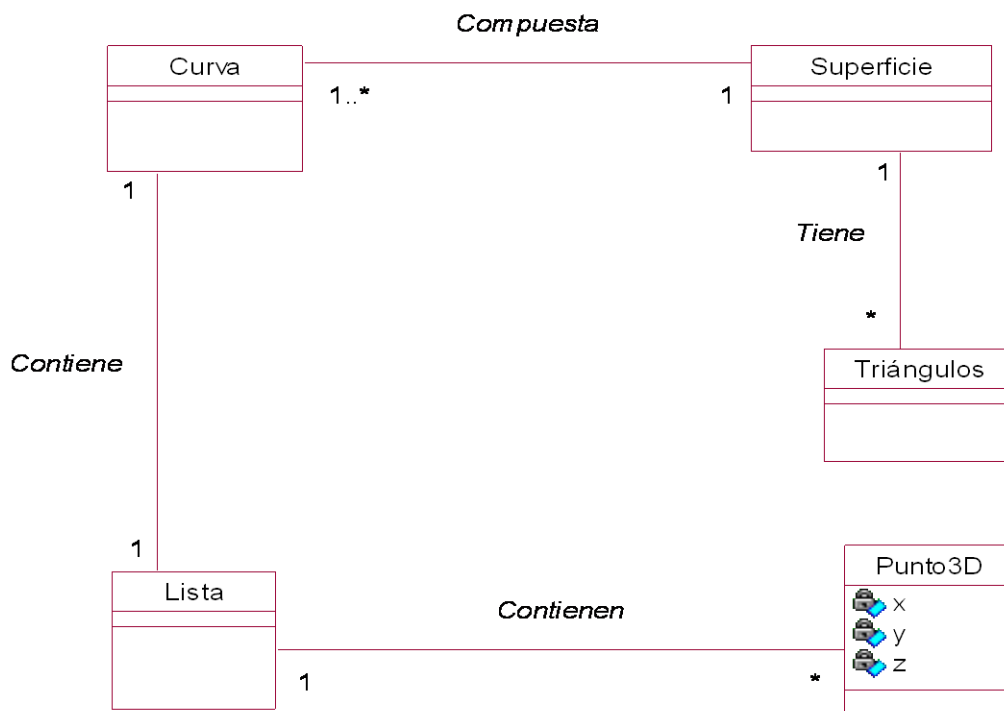 Compuesta
Curva
Superficie
1..*
1
1
1
Tiene
*
Contiene
Triángulos
1
Lista
Punto3D
x
y
z
Contienen
1
*